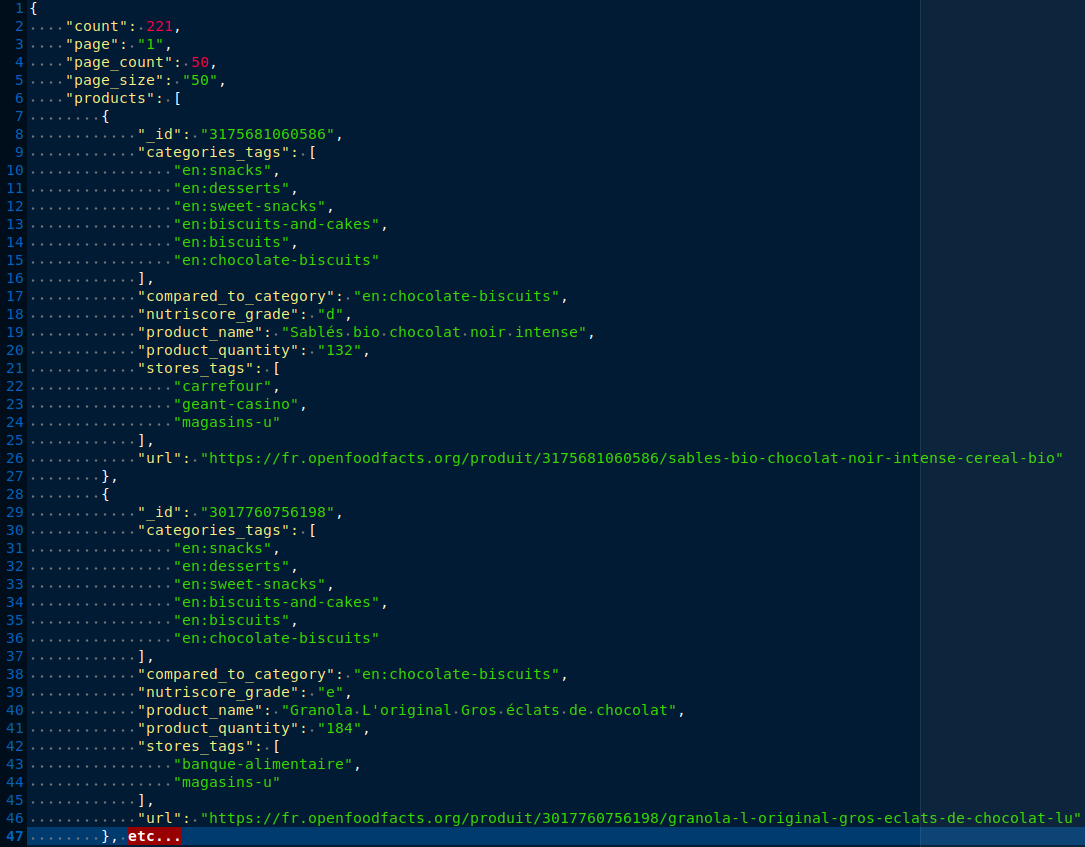 1 {
2 "count": 221,
3 "page": "1",
4 "page_count": 50,
5 "page_size": "50",
6 "products": [
7 {
8 "_id": "3175681060586",
9 "categories_tags": [
10 "en:snacks",
11 "en:desserts",
12 "en:sweet-snacks",
13 "en:biscuits-and-cakes",
14 "en:biscuits",
15 "en:chocolate-biscuits"
16 ],
17 "compared_to_category": "en:chocolate-biscuits",
18 "nutriscore_grade": "d",
19 "product_name": "Sablés bio chocolat noir intense",
20 "product_quantity": "132",
21 "stores_tags": [
22 "carrefour",
23 "geant-casino",
24 "magasins-u"
25 ],
26 "url": "https://fr.openfoodfacts.org/produit/3175681060586/sables-bio-chocolat-noir-intense-cereal-bio"
27 },
28 {
29 "_id": "3017760756198",
30 "categories_tags": [
31 "en:snacks",
32 "en:desserts",
33 "en:sweet-snacks",
34 "en:biscuits-and-cakes",
35 "en:biscuits",
36 "en:chocolate-biscuits"
37 ],
38 "compared_to_category": "en:chocolate-biscuits",
39 "nutriscore_grade": "e",
40 "product_name": "Granola L'original Gros éclats de chocolat",
41 "product_quantity": "184",
42 "stores_tags": [
43 "banque-alimentaire",
44 "magasins-u"
45 ],
46 "url": "https://fr.openfoodfacts.org/produit/3017760756198/granola-l-original-gros-eclats-de-chocolat-lu"
47 }, etc...